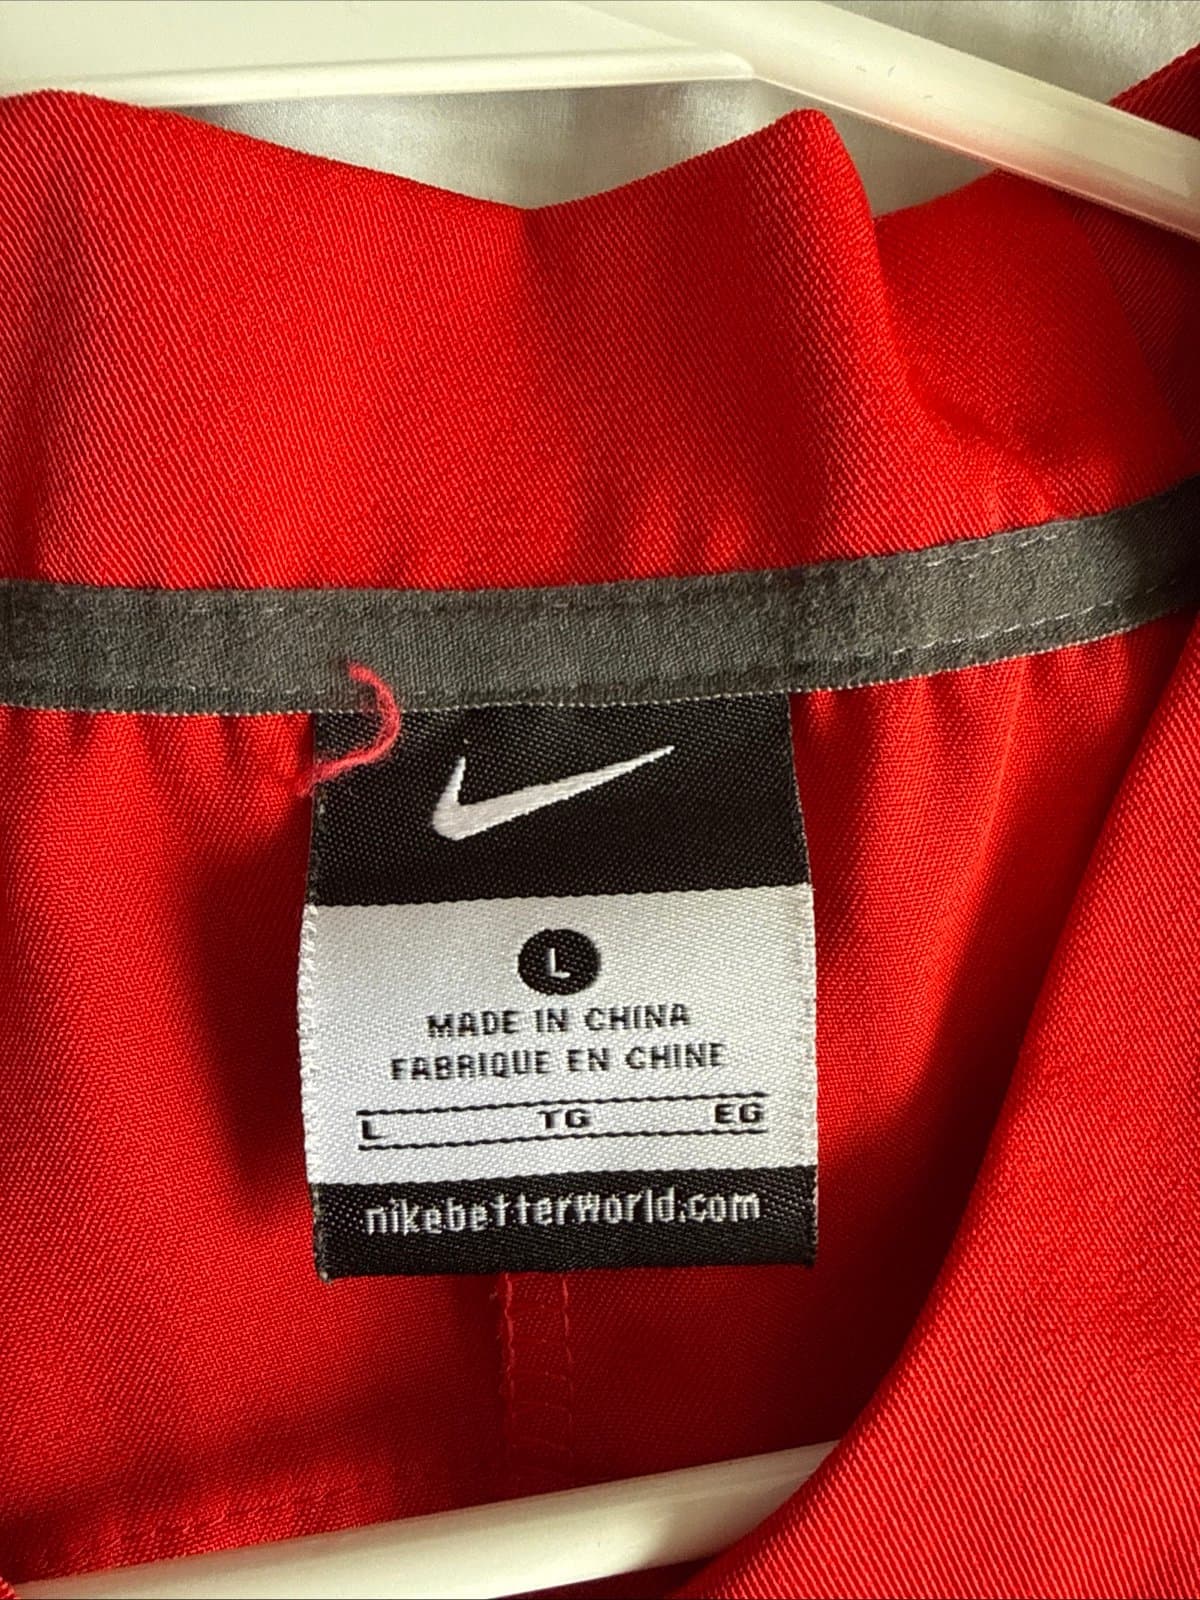 L
MADE IN CHINA
FABRIQUE EN CHINE
L TG EG
nikebetterworld.com